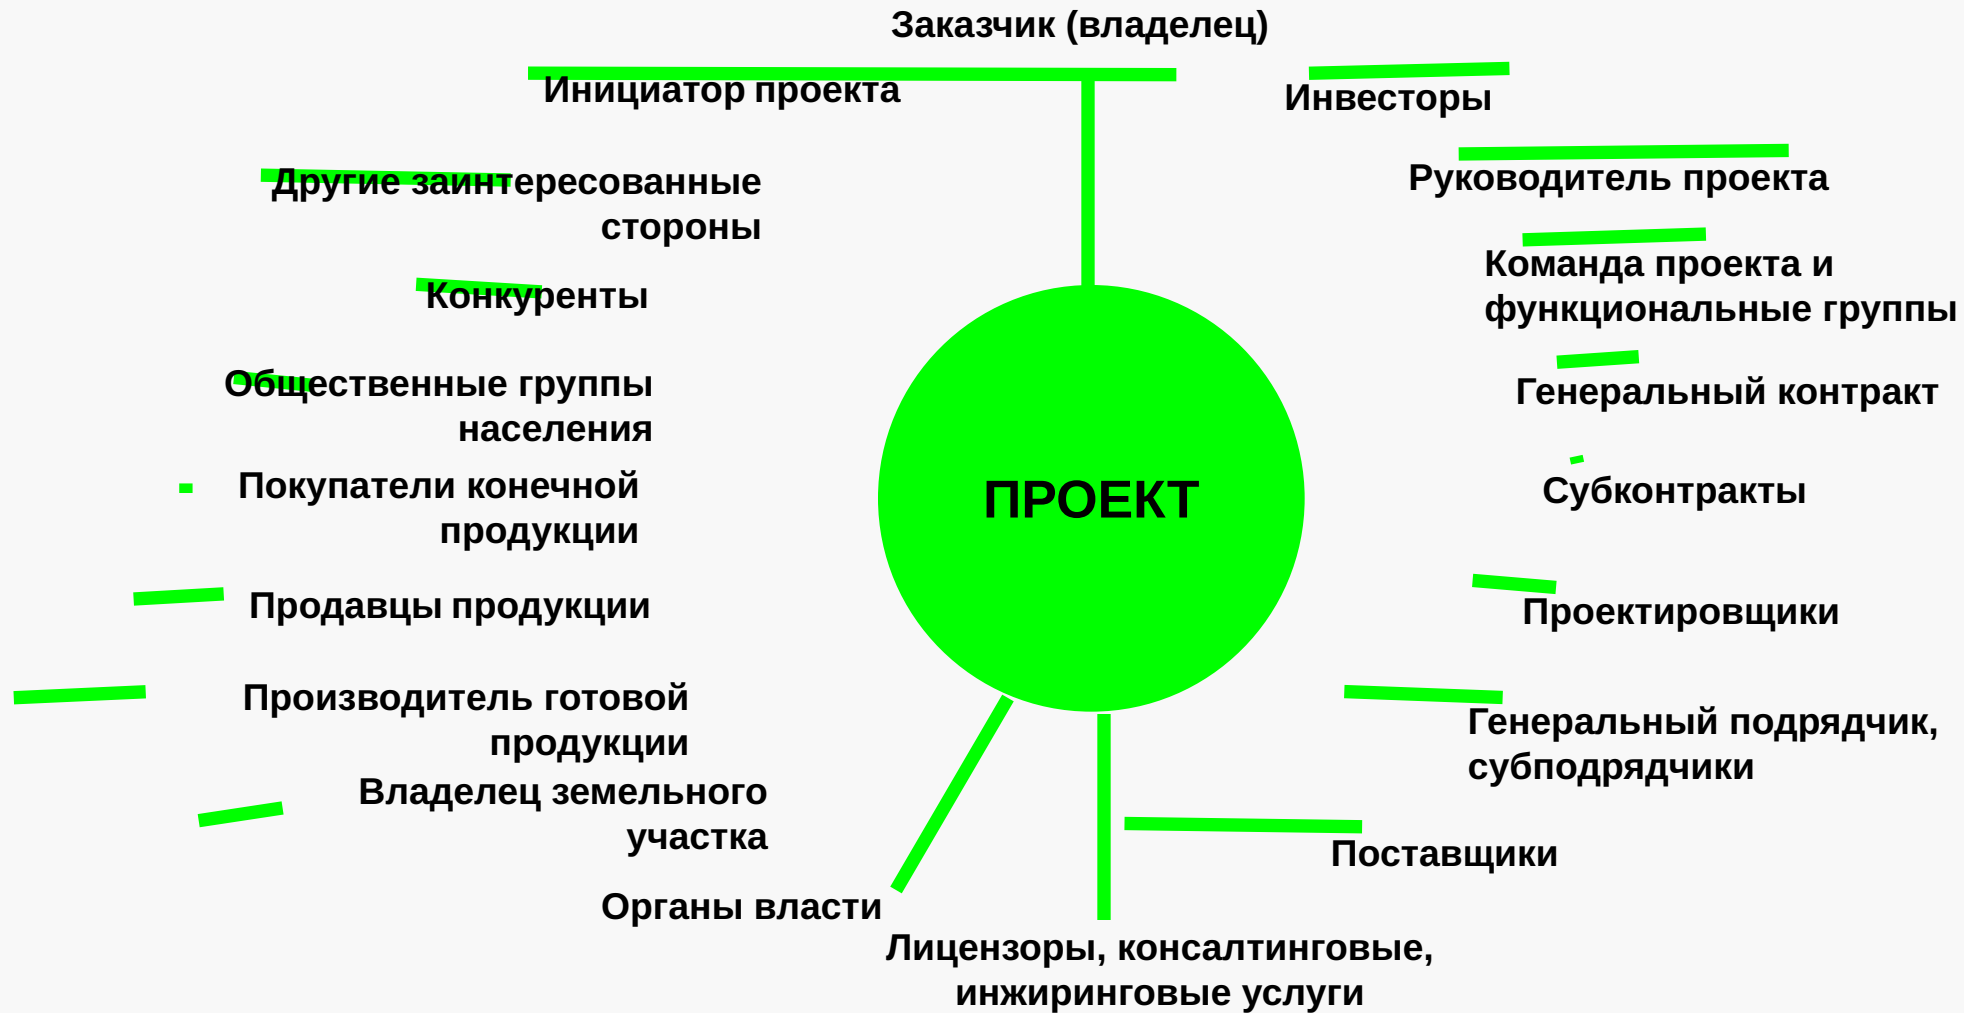 Заказчик (владелец)
Инициатор проекта
Инвесторы
Другие заинтересованные
стороны
Руководитель проекта
Конкуренты
Команда проекта и
функциональные группы
Общественные группы
населения
Генеральный контракт
Покупатели конечной
продукции
ПРОЕКТ
Субконтракты
Продавцы продукции
Проектировщики
Производитель готовой
продукции
Генеральный подрядчик,
субподрядчики
Владелец земельного
участка
Поставщики
Органы власти
Лицензоры, консалтинговые,
инжиринговые услуги